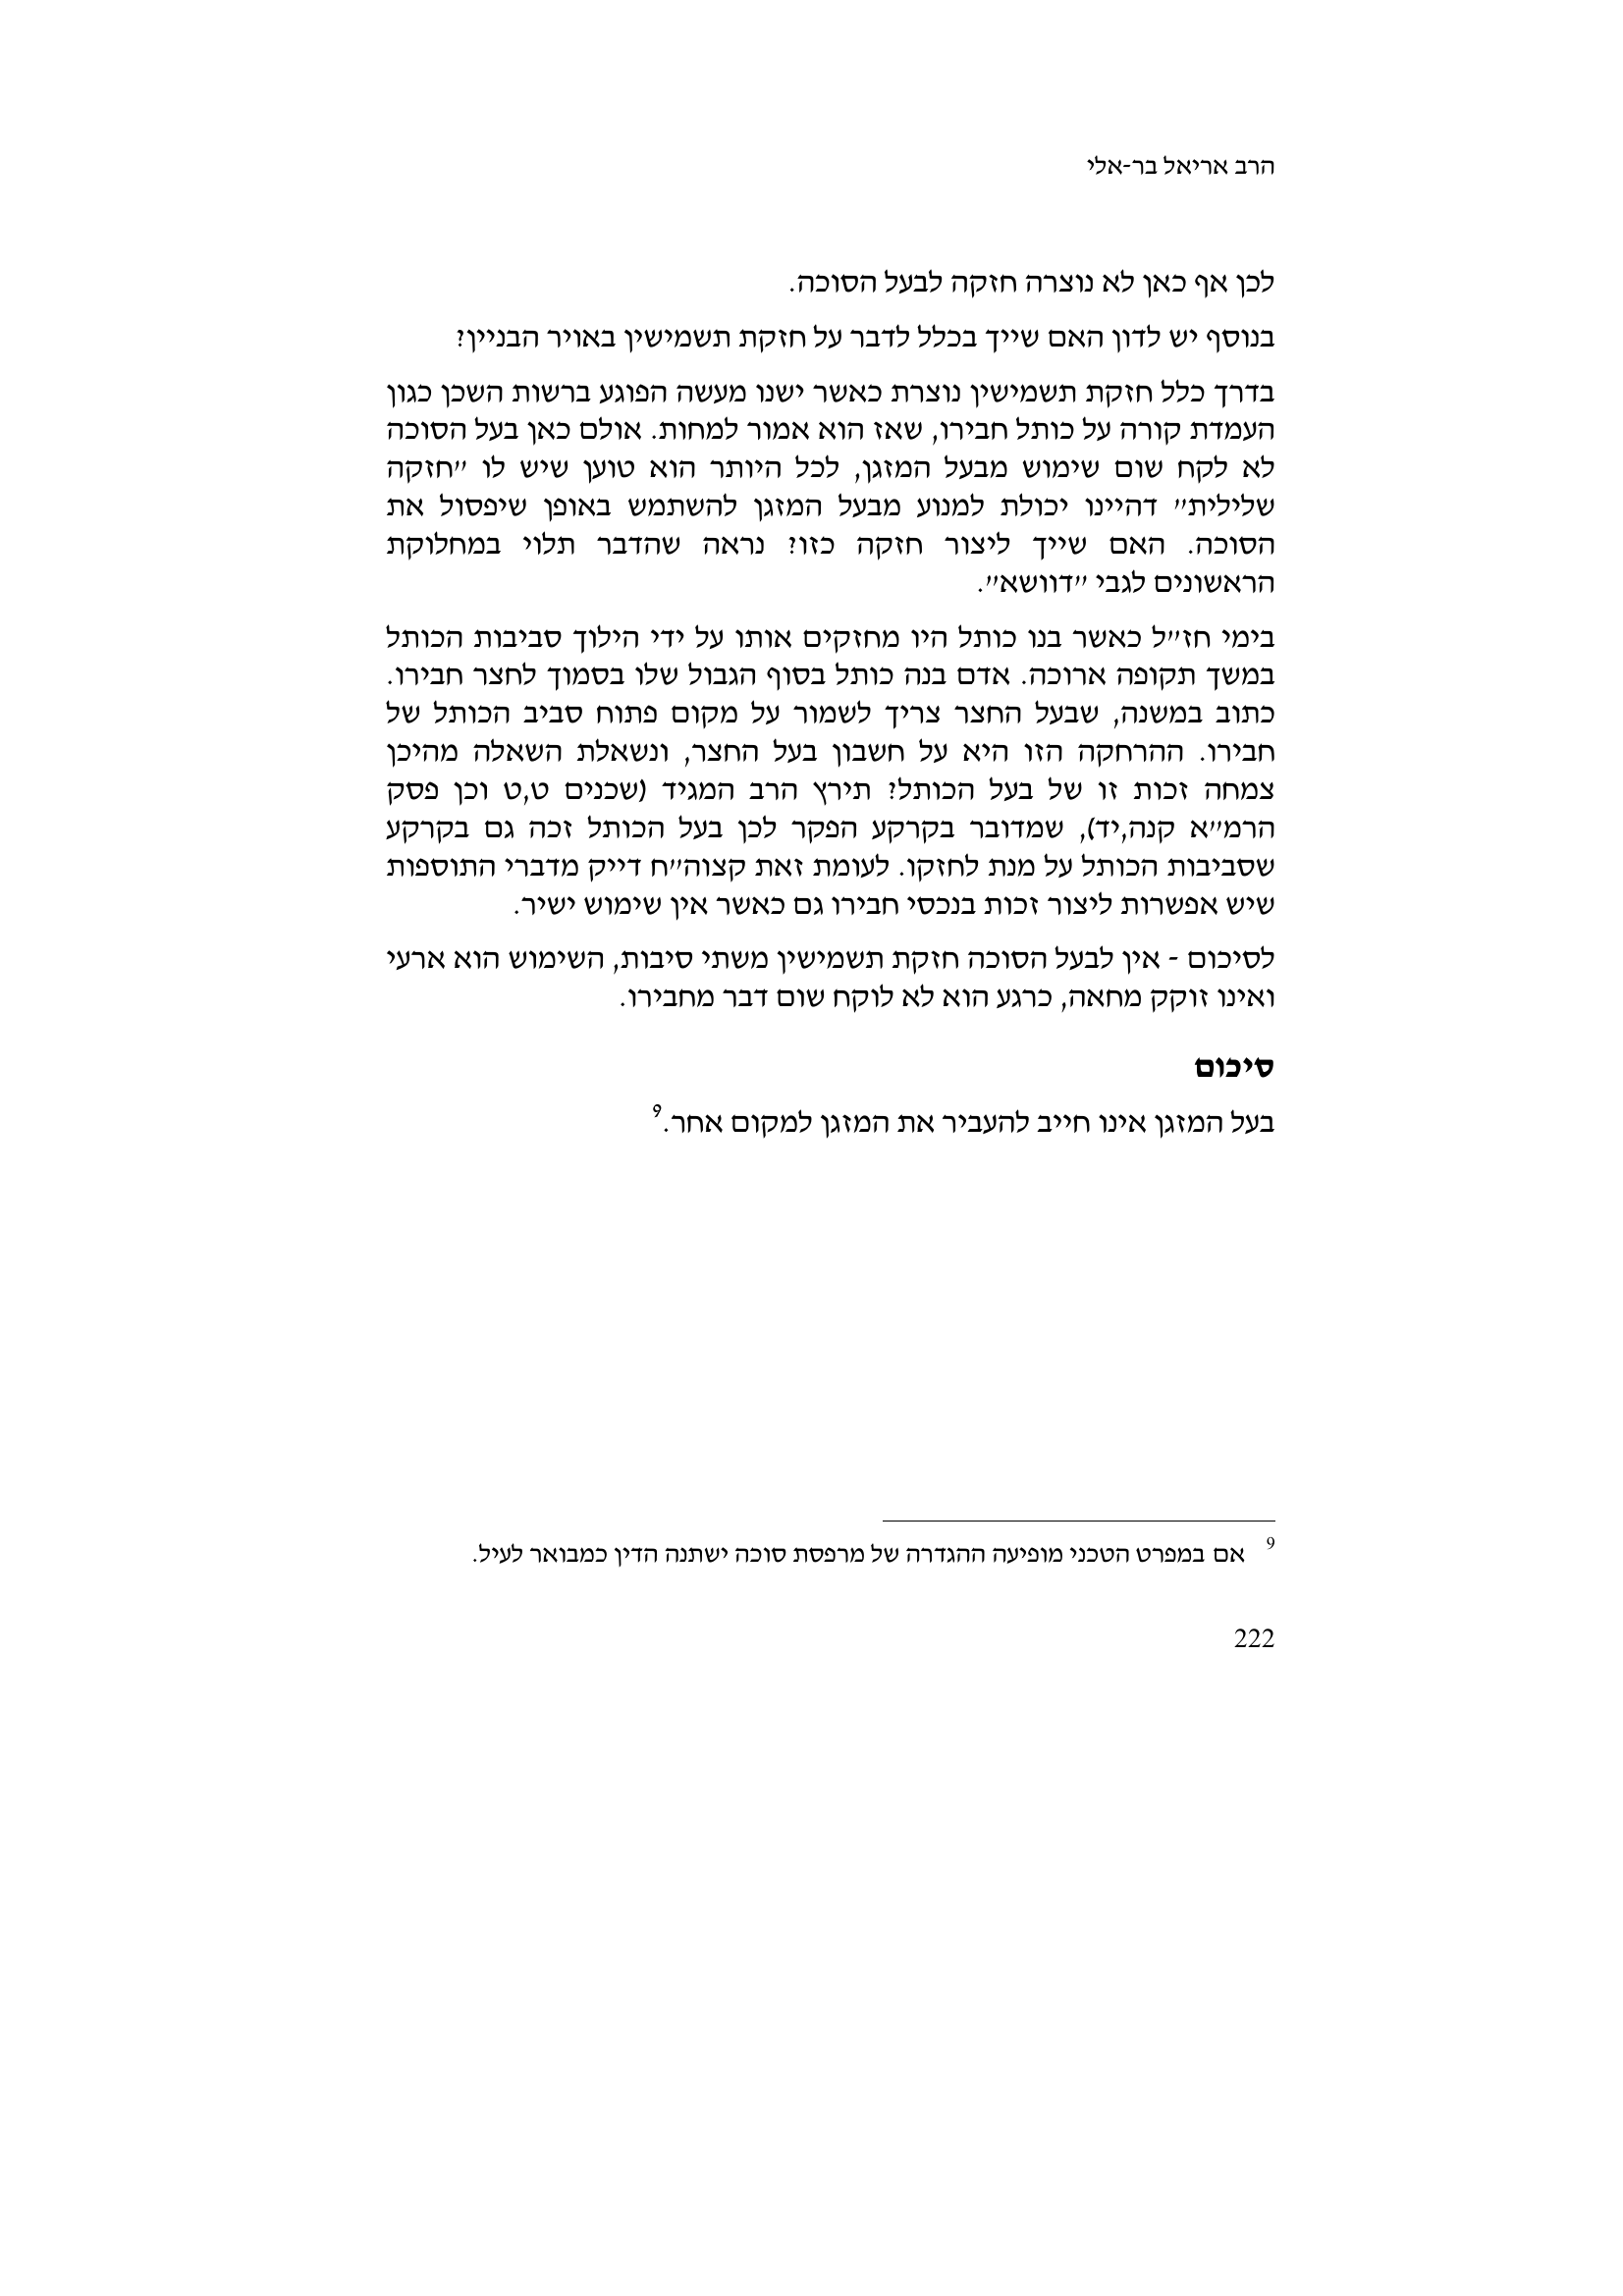 הרב אריאל בר-אלי
לכן אף כאן לא נוצרה חזקה לבעל הסוכה.
בנוסף יש לדון האם שייך בכלל לדבר על חזקת תשמישין באויר הבניין?
בדרך כלל חזקת תשמישין נוצרת כאשר ישנו מעשה הפוגע ברשות השכן כגון
העמדת קורה על כותל חבירו, שאז הוא אמור למחות. אולם כאן בעל הסוכה
לא לקח שום שימוש מבעל המזגן, לכל היותר הוא טוען שיש לו "חזקה
שלילית" דהיינו יכולת למנוע מבעל המזגן להשתמש באופן שיפסול את
הסוכה. האם שייך ליצור חזקה כזו? נראה שהדבר תלוי במחלוקת
הראשונים לגבי "דוושא".
בימי חז"ל כאשר בנו כותל היו מחזקים אותו על ידי הילוך סביבות הכותל
במשך תקופה ארוכה. אדם בנה כותל בסוף הגבול שלו בסמוך לחצר חבירו.
כתוב במשנה, שבעל החצר צריך לשמור על מקום פתוח סביב הכותל של
חבירו. ההרחקה הזו היא על חשבון בעל החצר, ונשאלת השאלה מהיכן
צמחה זכות זו של בעל הכותל? תירץ הרב המגיד (שכנים ט,ט וכן פסק
הרמ"א קנה,יד), שמדובר בקרקע הפקר לכן בעל הכותל זכה גם בקרקע
שסביבות הכותל על מנת לחזקו. לעומת זאת קצוה"ח דייק מדברי התוספות
שיש אפשרות ליצור זכות בנכסי חבירו גם כאשר אין שימוש ישיר.
לסיכום - אין לבעל הסוכה חזקת תשמישין משתי סיבות, השימוש הוא ארעי
ואינו זוקק מחאה, כרגע הוא לא לוקח שום דבר מחבירו.
סיכום
בעל המזגן אינו חייב להעביר את המזגן למקום אחר.9
9 אם במפרט הטכני מופיעה ההגדרה של מרפסת סוכה ישתנה הדין כמבואר לעיל.
222